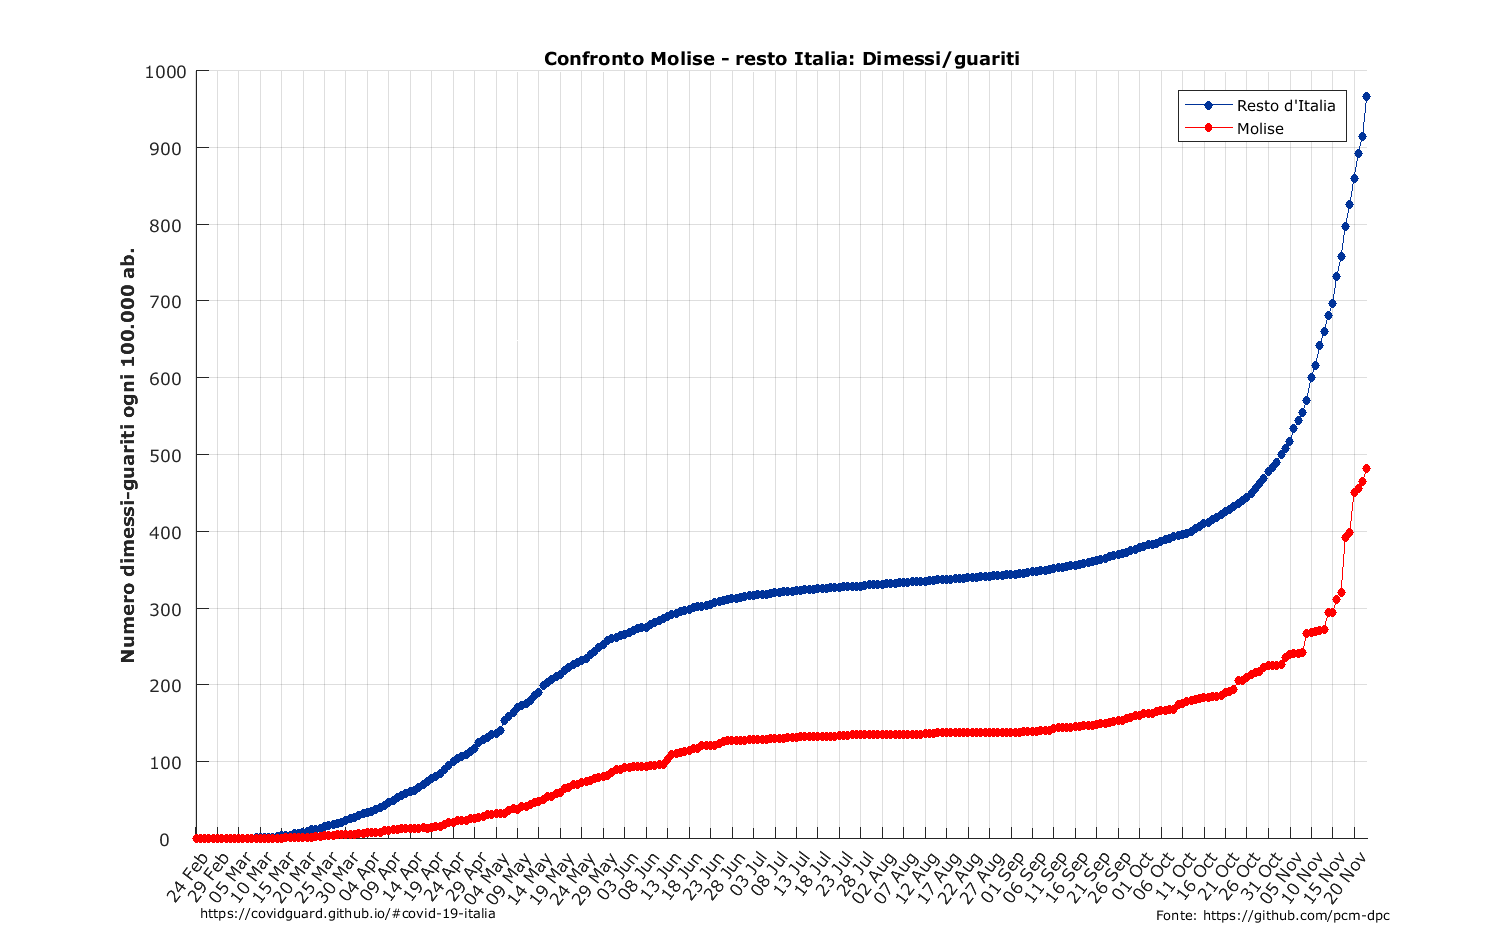 Confronto Molise - resto Italia: Dimessi/guariti
Numero dimessi-guariti ogni 100.000 ab.
1000
900
800
700
600
500
400
300
200
100
0
Resto d'Italia
Molise
24 Feb
29 Feb
05 Mar
10 Mar
15 Mar
20 Mar
25 Mar
30 Mar
04 Apr
09 Apr
14 Apr
19 Apr
24 Apr
29 Apr
04 May
09 May
14 May
19 May
24 May
29 May
03 Jun
08 Jun
13 Jun
18 Jun
23 Jun
28 Jun
03 Jul
08 Jul
13 Jul
18 Jul
23 Jul
28 Jul
02 Aug
07 Aug
12 Aug
17 Aug
22 Aug
27 Aug
01 Sep
06 Sep
11 Sep
16 Sep
21 Sep
26 Sep
01 Oct
06 Oct
11 Oct
16 Oct
21 Oct
26 Oct
31 Oct
05 Nov
10 Nov
15 Nov
20 Nov
https://covidguard.github.io/#covid-19-italia
Fonte: https://github.com/pcm-dpc